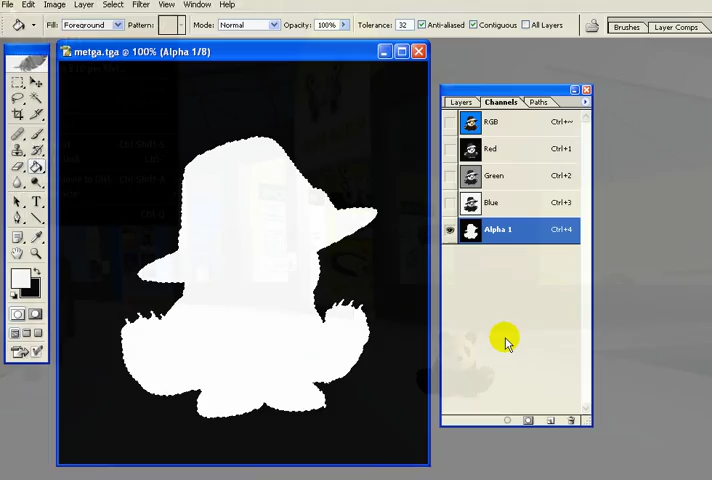 File Edit Image Layer Select Filter View Window Help
Fill: Foreground Pattern: Mode: Normal Opacity: 100% Tolerance: 32 Anti-aliased Contiguous All Layers Brushes Layer Comps
metga.tga @ 100% (Alpha 1/8)
Layers Channels Paths
RGB Ctrl+~
Red Ctrl+1
Green Ctrl+2
Blue Ctrl+3
Alpha 1 Ctrl+4
T